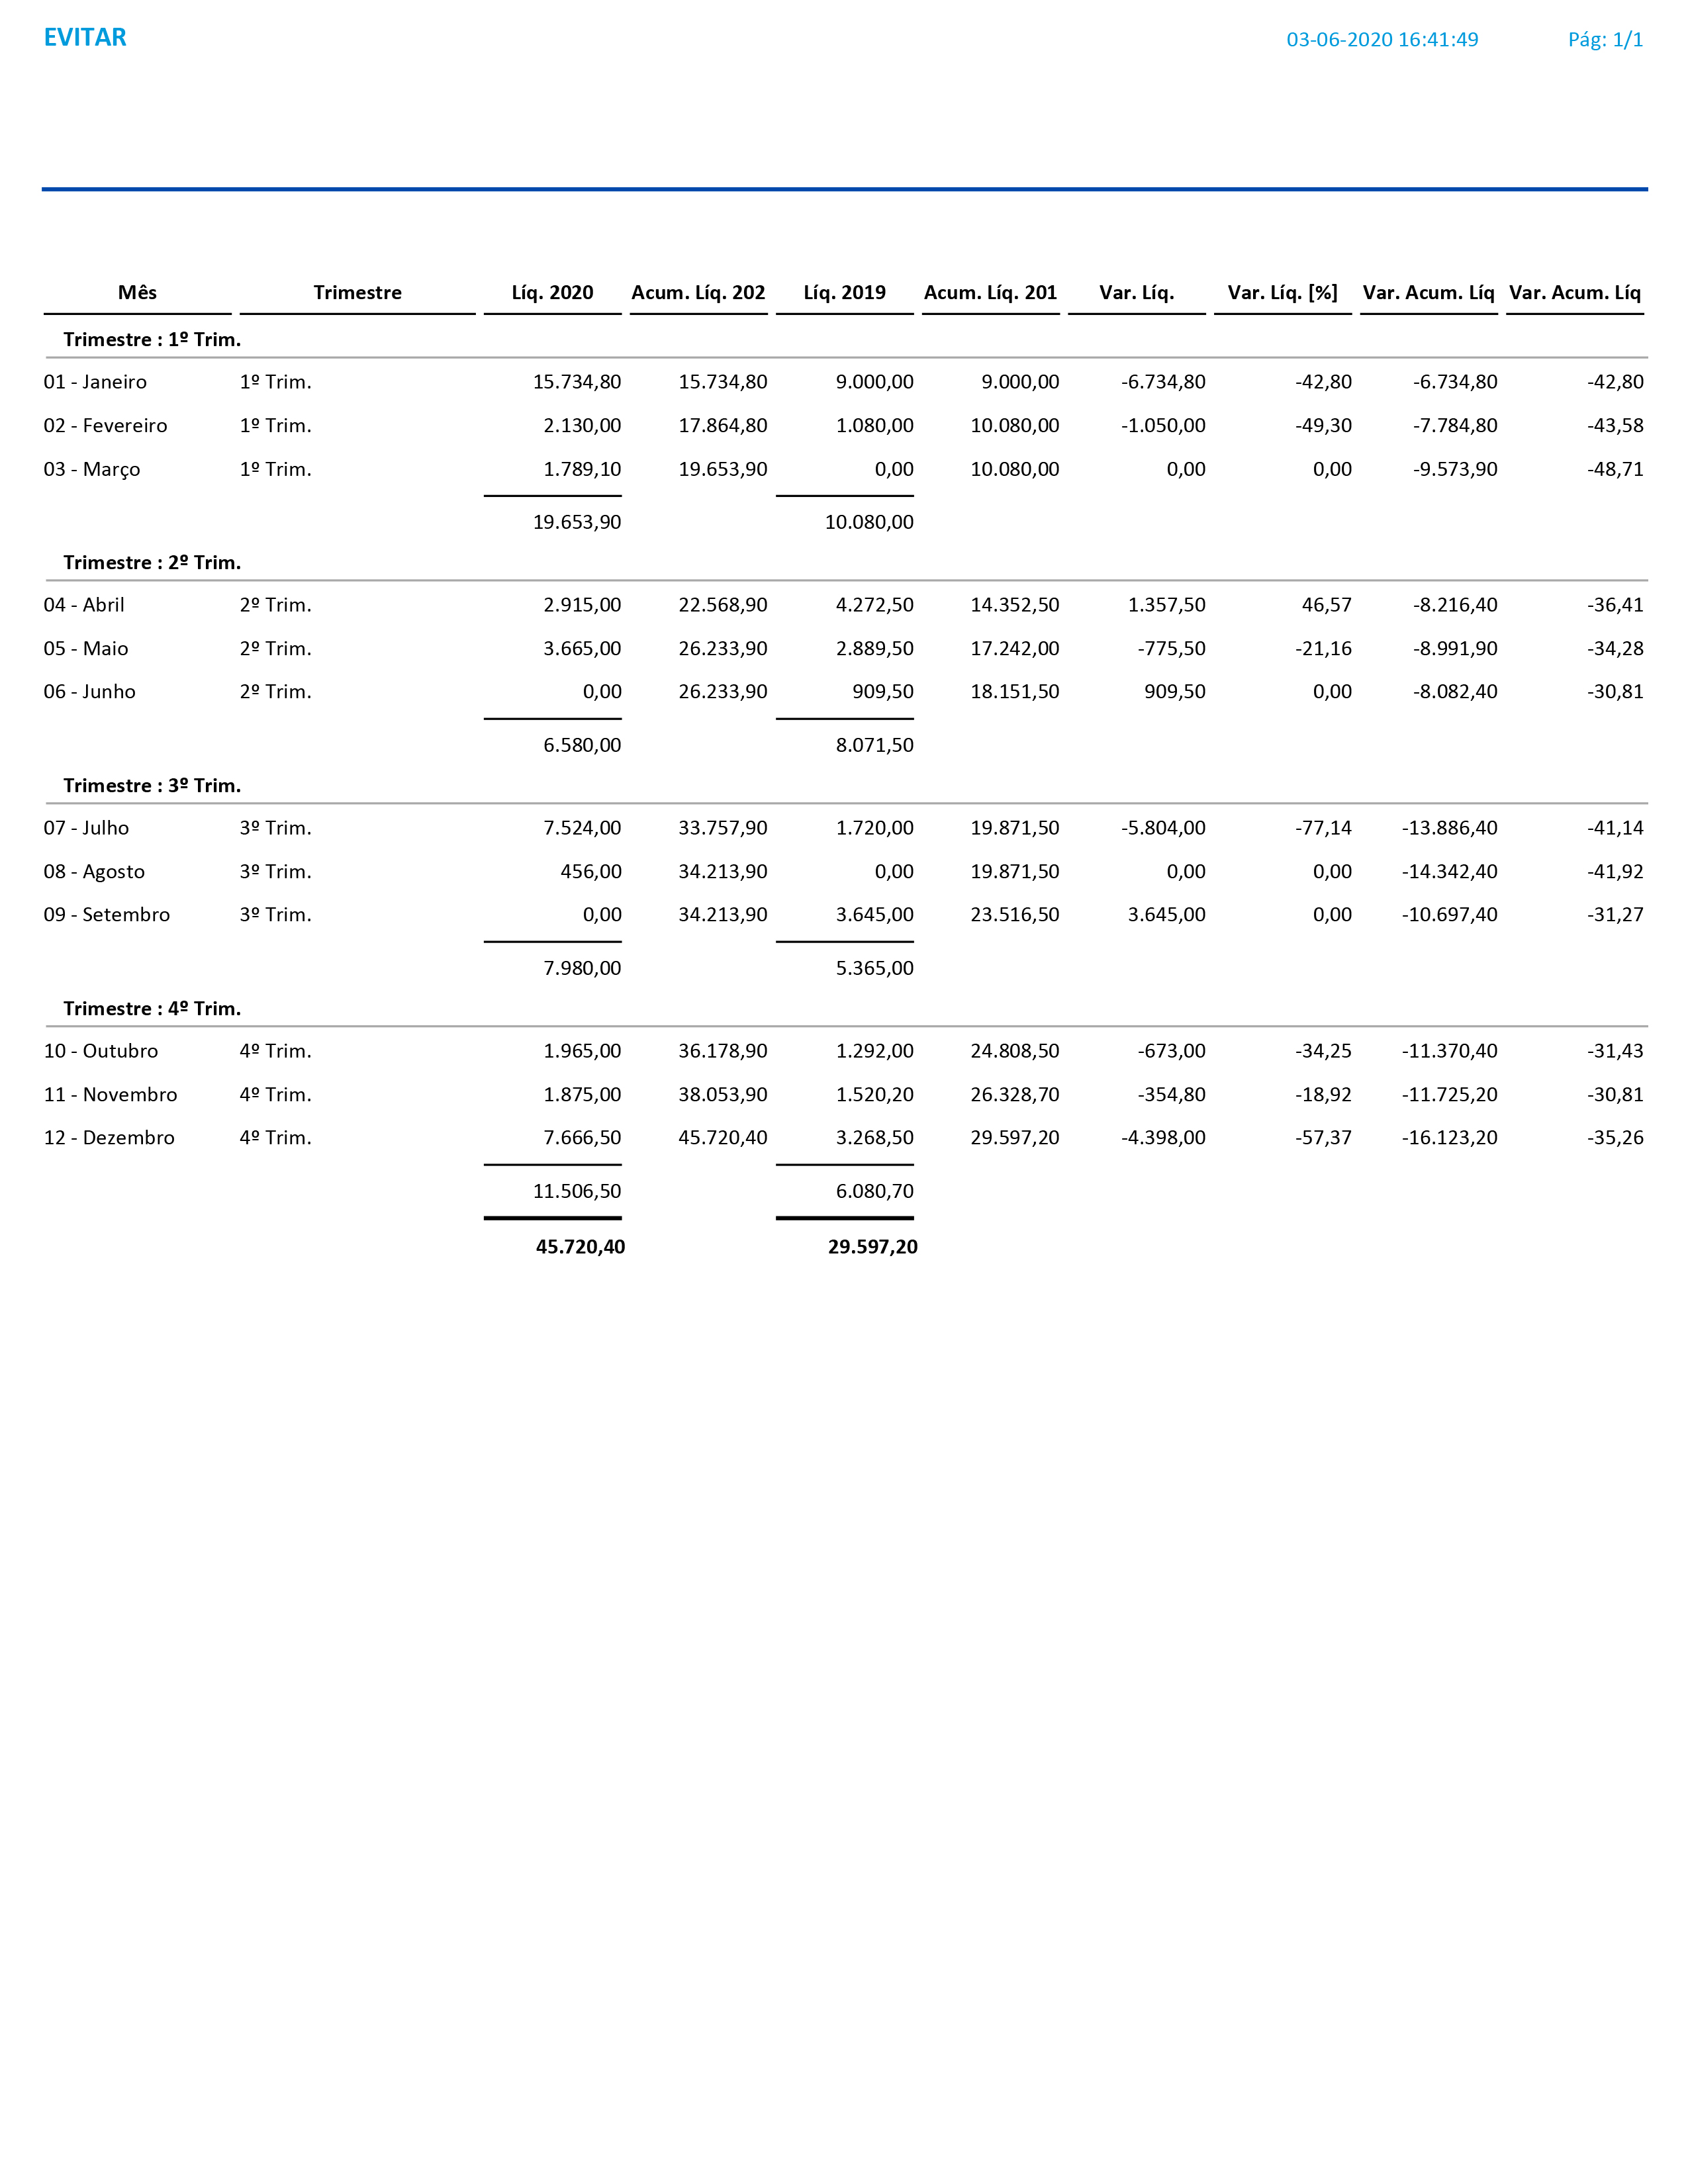 EVITAR 03-06-2020 16:41:49 Pág: 1/1
Mês Trimestre Líq. 2020 Acum. Líq. 202 Líq. 2019 Acum. Líq. 201 Var. Líq. Var. Líq. [%] Var. Acum. Líq Var. Acum. Líq
Trimestre : 1º Trim.
01 - Janeiro 1º Trim. 15.734,80 15.734,80 9.000,00 9.000,00 -6.734,80 -42,80 -6.734,80 -42,80
02 - Fevereiro 1º Trim. 2.130,00 17.864,80 1.080,00 10.080,00 -1.050,00 -49,30 -7.784,80 -43,58
03 - Março 1º Trim. 1.789,10 19.653,90 0,00 10.080,00 0,00 0,00 -9.573,90 -48,71
19.653,90 10.080,00
Trimestre : 2º Trim.
04 - Abril 2º Trim. 2.915,00 22.568,90 4.272,50 14.352,50 1.357,50 46,57 -8.216,40 -36,41
05 - Maio 2º Trim. 3.665,00 26.233,90 2.889,50 17.242,00 -775,50 -21,16 -8.991,90 -34,28
06 - Junho 2º Trim. 0,00 26.233,90 909,50 18.151,50 909,50 0,00 -8.082,40 -30,81
6.580,00 8.071,50
Trimestre : 3º Trim.
07 - Julho 3º Trim. 7.524,00 33.757,90 1.720,00 19.871,50 -5.804,00 -77,14 -13.886,40 -41,14
08 - Agosto 3º Trim. 456,00 34.213,90 0,00 19.871,50 0,00 0,00 -14.342,40 -41,92
09 - Setembro 3º Trim. 0,00 34.213,90 3.645,00 23.516,50 3.645,00 0,00 -10.697,40 -31,27
7.980,00 5.365,00
Trimestre : 4º Trim.
10 - Outubro 4º Trim. 1.965,00 36.178,90 1.292,00 24.808,50 -673,00 -34,25 -11.370,40 -31,43
11 - Novembro 4º Trim. 1.875,00 38.053,90 1.520,20 26.328,70 -354,80 -18,92 -11.725,20 -30,81
12 - Dezembro 4º Trim. 7.666,50 45.720,40 3.268,50 29.597,20 -4.398,00 -57,37 -16.123,20 -35,26
11.506,50 6.080,70
45.720,40 29.597,20